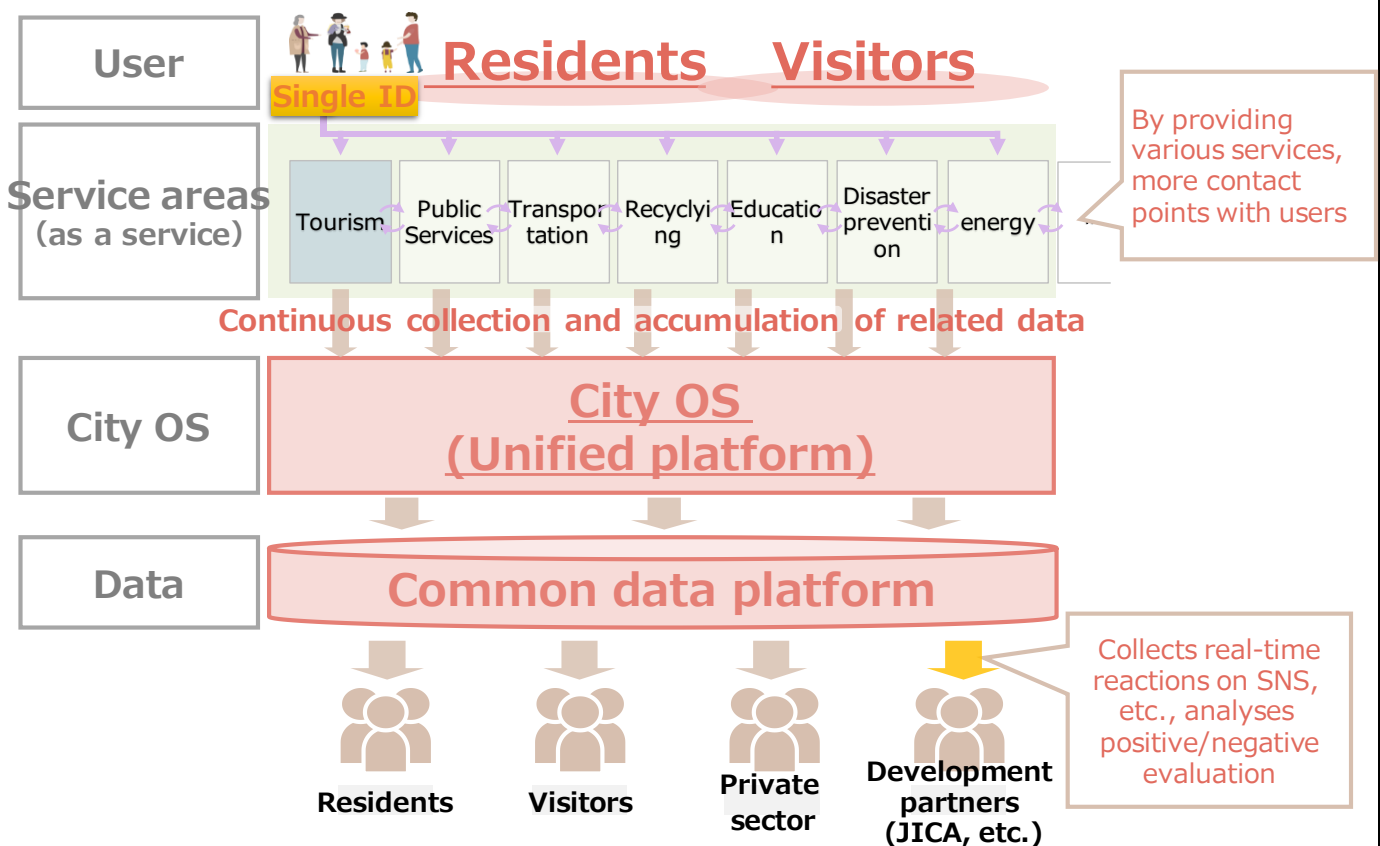 User
Residents
Visitors
Single ID
Service areas
(as a service)
Tourism
Public
Services
Transpor
tation
Recyclyi
ng
Educatio
n
Disaster
preventi
on
energy
By providing
various services,
more contact
points with users
Continuous collection and accumulation of related data
City OS
City OS
(Unified platform)
Data
Common data platform
Collects real-time
reactions on SNS,
etc., analyses
positive/negative
evaluation
Residents
Visitors
Private
sector
Development
partners
(JICA, etc.)